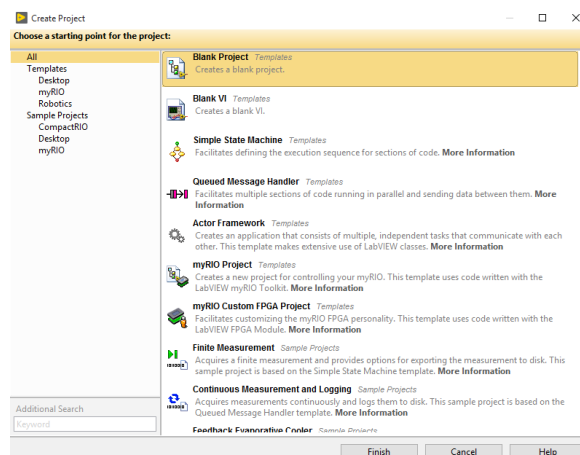 Create Project
Choose a starting point for the project:
All
Templates
Desktop
myRIO
Robotics
Sample Projects
CompactRIO
Desktop
myRIO
Additional Search
Keyword
Blank Project Templates
Creates a blank project.
Blank VI Templates
Creates a blank VI.
Simple State Machine Templates
Facilitates defining the execution sequence for sections of code. More Information
Queued Message Handler Templates
Facilitates multiple sections of code running in parallel and sending data between them. More
Information
Actor Framework Templates
Creates an application that consists of multiple, independent tasks that communicate with each
other. This template makes extensive use of LabVIEW classes. More Information
myRIO Project Templates
Creates a new project for controlling your myRIO. This template uses code written with the
LabVIEW myRIO Toolkit. More Information
myRIO Custom FPGA Project Templates
Facilitates customizing the myRIO FPGA personality. This template uses code written with the
LabVIEW FPGA Module. More Information
Finite Measurement Sample Projects
Acquires a finite measurement and provides options for exporting the measurement to disk. This
sample project is based on the Simple State Machine template. More Information
Continuous Measurement and Logging Sample Projects
Acquires measurements continuously and logs them to disk. This sample project is based on the
Queued Message Handler template. More Information
Feedback Evaporative Cooler Sample Projects
Finish Cancel Help